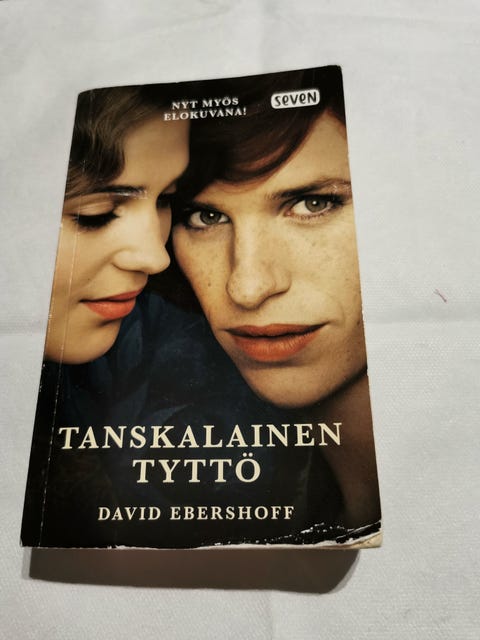 NYT MYÖS
ELOKUVANA!
seven
TANSKALAINEN
TYTTÖ
DAVID EBERSHOFF